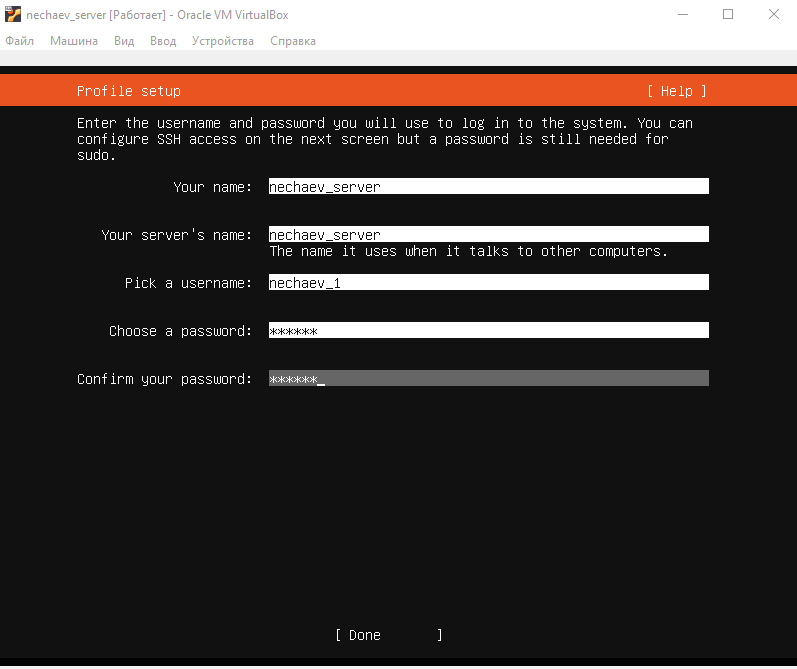 nechaev_server [Работает] - Oracle VM VirtualBox
Файл Машина Вид Ввод Устройства Справка
Profile setup [ Help ]
Enter the username and password you will use to log in to the system. You can
configure SSH access on the next screen but a password is still needed for
sudo.
Your name: nechaev_server
Your server's name: nechaev_server
The name it uses when it talks to other computers.
Pick a username: nechaev_1
Choose a password: ******
Confirm your password: ******_
[ Done ]